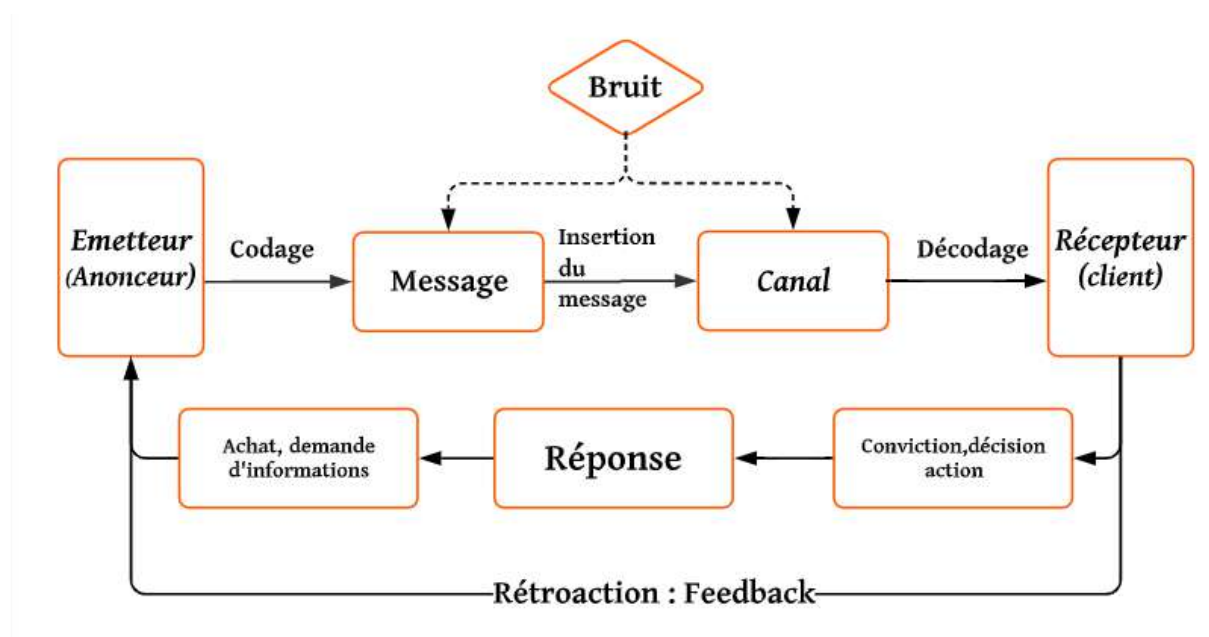 Bruit
Emetteur
(Anonceur)
Codage
Message
Insertion
du
message
Canal
Décodage
Récepteur
(client)
Achat, demande
d'informations
Réponse
Conviction,décision
action
Rétroaction : Feedback